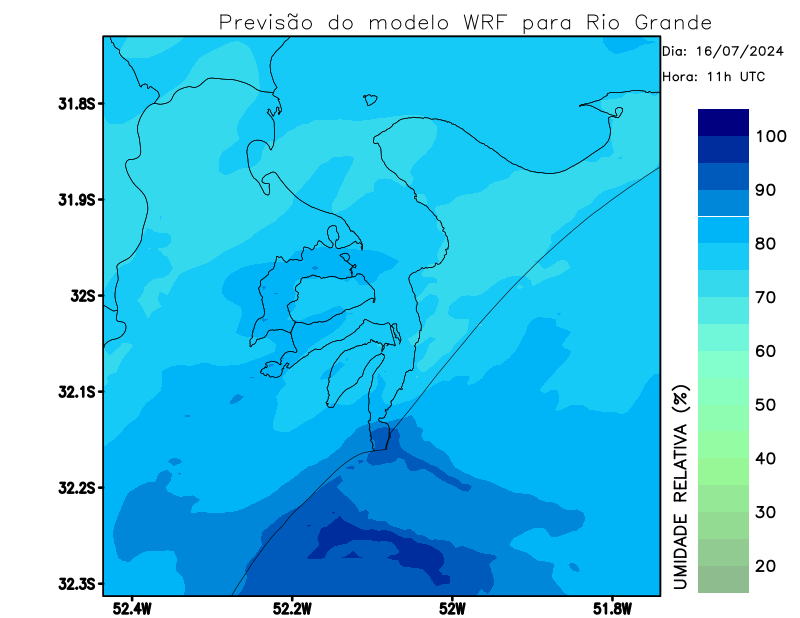 Previsão do modelo WRF para Rio Grande
Dia: 16/07/2024
Hora: 11h UTC
31.8S
31.9S
32S
32.1S
32.2S
32.3S
52.4W
52.2W
52W
51.8W
100
90
80
70
60
50
40
30
20
UMIDADE RELATIVA (%)